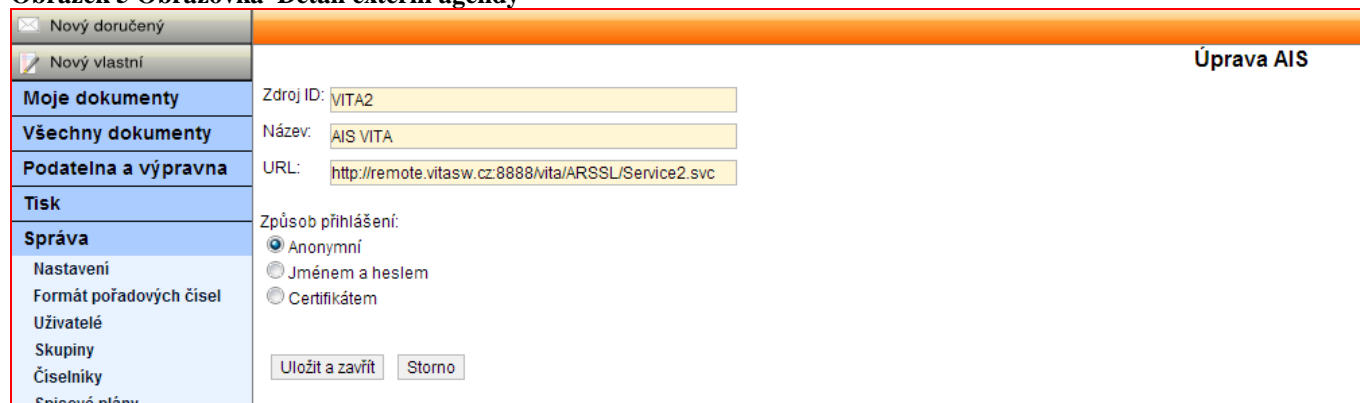 Obrázek 5 Obrazovka Detail externí agendy
Nový doručený
Nový vlastní
Moje dokumenty
Všechny dokumenty
Podatelna a výpravna
Tisk
Správa
Nastavení
Formát pořadových čísel
Uživatelé
Skupiny
Číselníky
Spisové plány
Úprava AIS
Zdroj ID: VITA2
Název: AIS VITA
URL: http://remote.vitasw.cz:8888/vita/ARSSL/Service2.svc
Způsob přihlášení:
Anonymní
Jménem a heslem
Certifikátem
Uložit a zavřít Storno